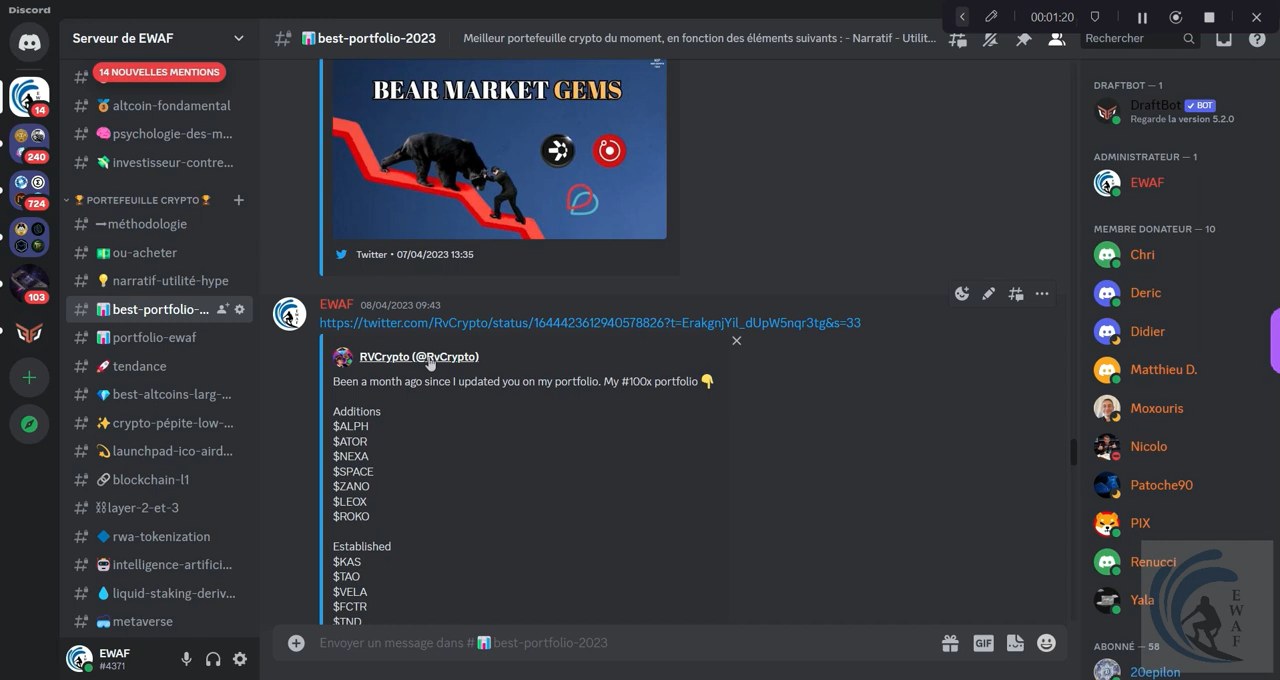 Discord
00:01:20
Serveur de EWAF
📊best-portfolio-2023
Meilleur portefeuille crypto du moment, en fonction des éléments suivants : - Narratif - Utilit...
Rechercher
14 NOUVELLES MENTIONS
🏅altcoin-fondamental
🧠psychologie-des-m...
💸investisseur-contre...
🏆PORTEFEUILLE CRYPTO🏆
➖méthodologie
💵ou-acheter
💡narratif-utilité-hype
📊best-portfolio-...
📊portfolio-ewaf
🚀tendance
💎best-altcoins-larg-...
✨crypto-pépite-low-...
💫launchpad-ico-aird...
🔗blockchain-l1
⛓layer-2-et-3
🔷rwa-tokenization
🤖intelligence-artifici...
💧liquid-staking-deriv...
🥽metaverse
14
240
724
103
EWAF
#4371
BEAR MARKET GEMS
Twitter • 07/04/2023 13:35
EWAF 08/04/2023 09:43
https://twitter.com/RvCrypto/status/1644423612940578826?t=ErakgnjYil_dUpW5nqr3tg&s=33
RVCrypto (@RvCrypto)
Been a month ago since I updated you on my portfolio. My #100x portfolio 👇
Additions
$ALPH
$ATOR
$NEXA
$SPACE
$ZANO
$LEOX
$ROKO
Established
$KAS
$TAO
$VELA
$FCTR
$TND
Envoyer un message dans #📊best-portfolio-2023
GIF
DRAFTBOT — 1
DraftBot ✓ BOT
Regarde la version 5.2.0
ADMINISTRATEUR — 1
EWAF
MEMBRE DONATEUR — 10
Chri
Deric
Didier
Matthieu D.
Moxouris
Nicolo
Patoche90
PIX
Renucci
Yala
ABONNÉ — 58
20epilon
EWAF